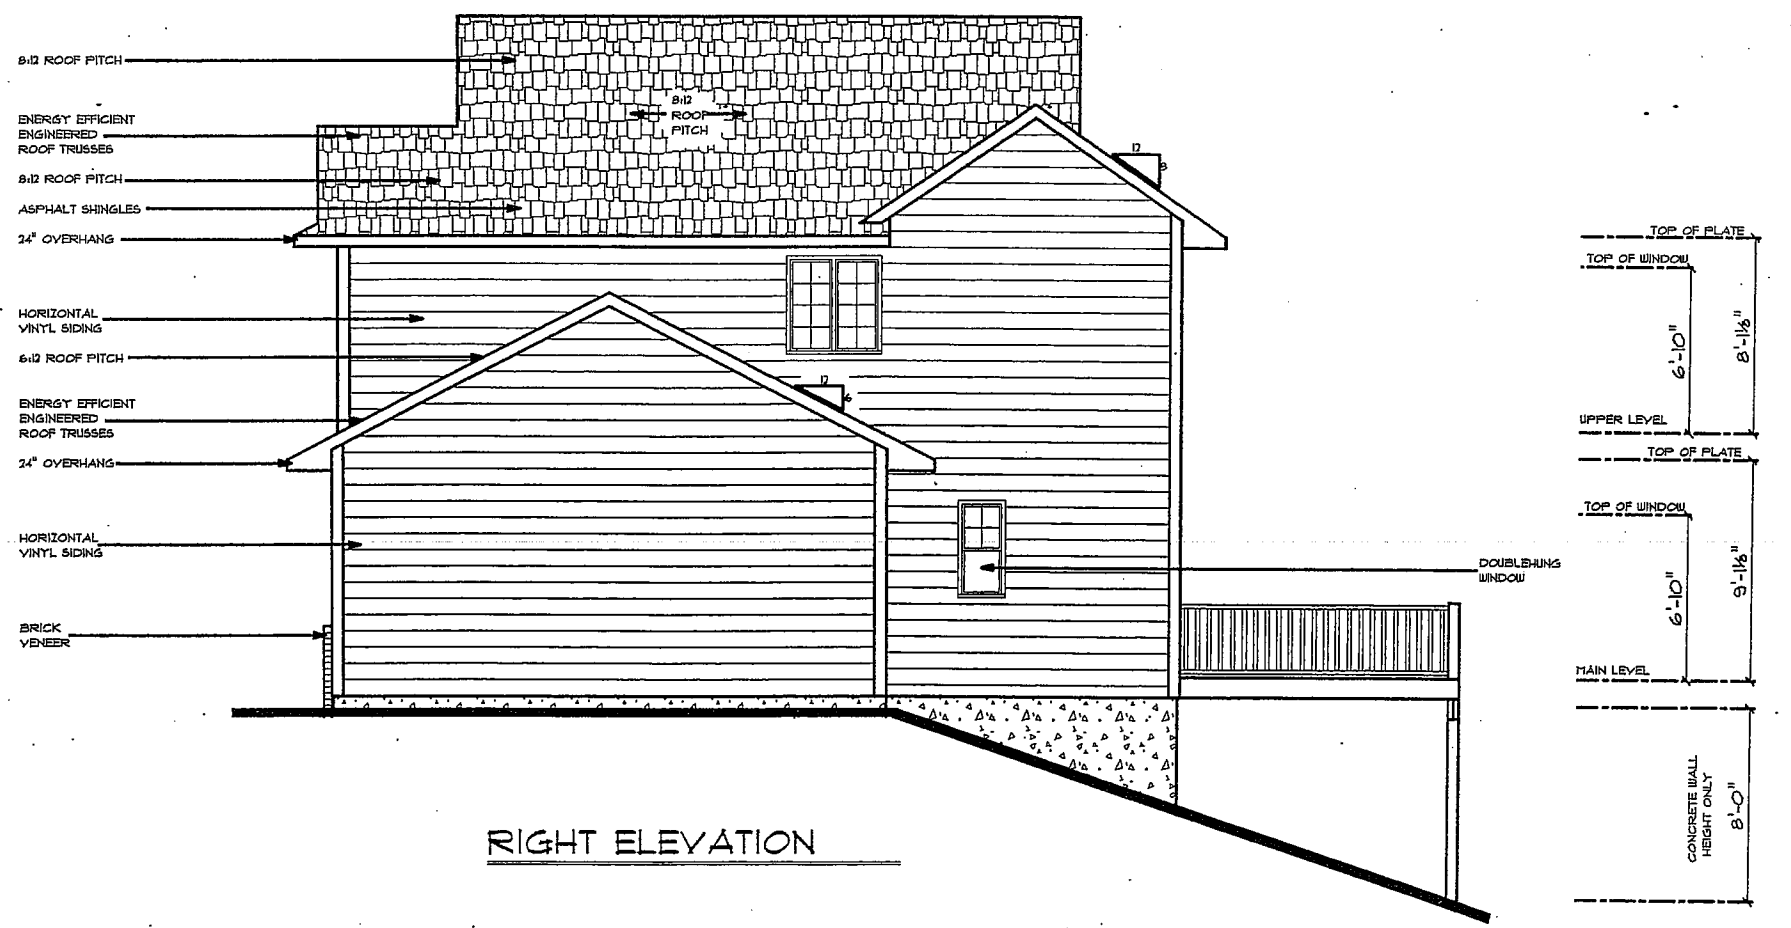 8:12 ROOF PITCH
ENERGY EFFICIENT
ENGINEERED
ROOF TRUSSES
8:12 ROOF PITCH
ASPHALT SHINGLES
24" OVERHANG
HORIZONTAL
VINYL SIDING
6:12 ROOF PITCH
ENERGY EFFICIENT
ENGINEERED
ROOF TRUSSES
24" OVERHANG
HORIZONTAL
VINYL SIDING
BRICK
VENEER
8:12
ROOF
PITCH
12
8
12
6
DOUBLEHUNG
WINDOW
TOP OF PLATE
TOP OF WINDOW
6'-10"
8'-1⅛"
UPPER LEVEL
TOP OF PLATE
TOP OF WINDOW
6'-10"
9'-1⅛"
MAIN LEVEL
CONCRETE WALL
HEIGHT ONLY
8'-0"
RIGHT ELEVATION